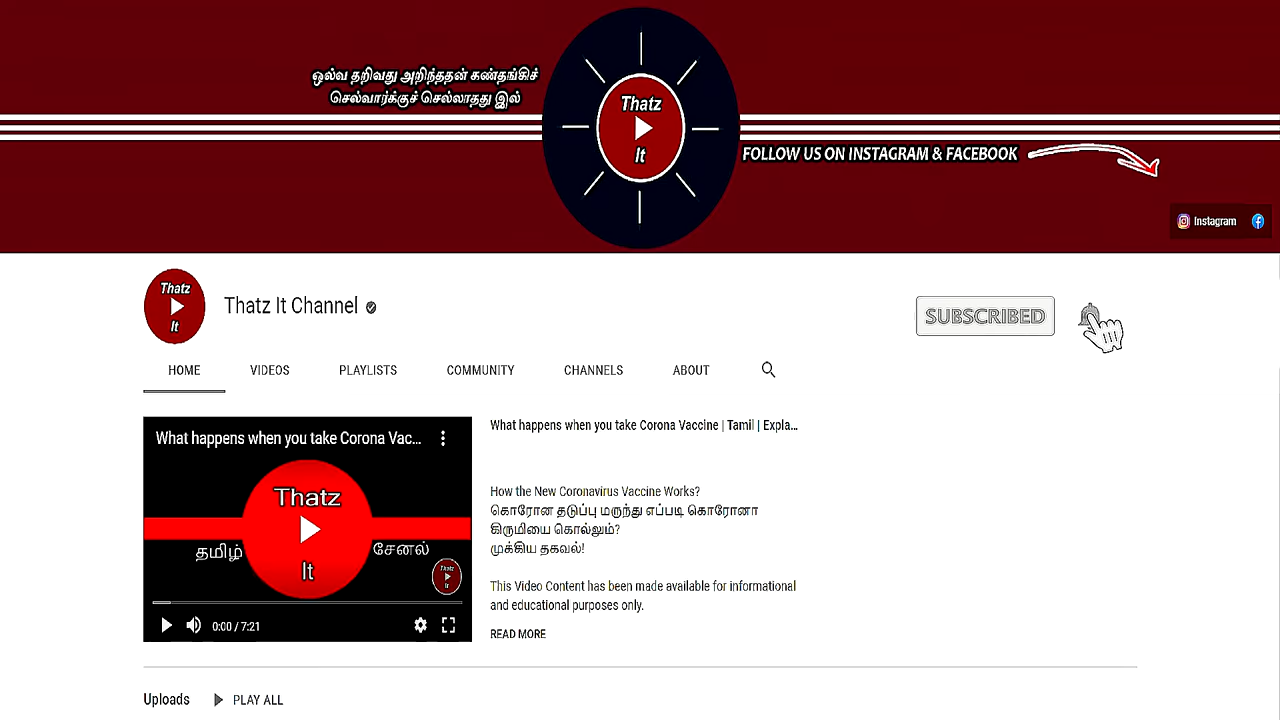 ஒல்வ தறிவது அறிந்ததன் கண்தங்கிச்
செல்வார்க்குச் செல்லாதது இல்
Thatz
It
FOLLOW US ON INSTAGRAM & FACEBOOK
Instagram
Thatz
It
Thatz It Channel
SUBSCRIBED
HOME VIDEOS PLAYLISTS COMMUNITY CHANNELS ABOUT
What happens when you take Corona Vac...
Thatz
தமிழ் சேனல்
It
Thatz
It
0:00 / 7:21
What happens when you take Corona Vaccine | Tamil | Expla...
How the New Coronavirus Vaccine Works?
கொரோன தடுப்பு மருந்து எப்படி கொரோனா
கிருமியை கொல்லும்?
முக்கிய தகவல்!
This Video Content has been made available for informational
and educational purposes only.
READ MORE
Uploads PLAY ALL